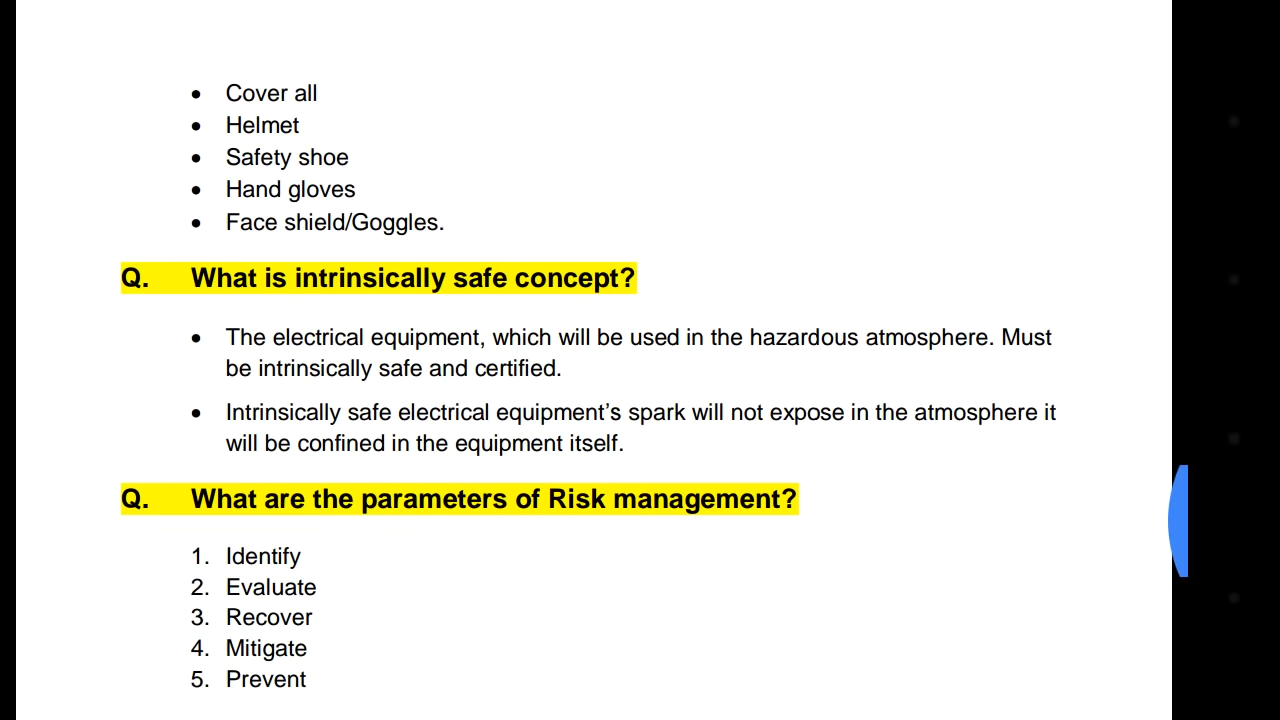 • Cover all
• Helmet
• Safety shoe
• Hand gloves
• Face shield/Goggles.
Q. What is intrinsically safe concept?
• The electrical equipment, which will be used in the hazardous atmosphere. Must
be intrinsically safe and certified.
• Intrinsically safe electrical equipment’s spark will not expose in the atmosphere it
will be confined in the equipment itself.
Q. What are the parameters of Risk management?
1. Identify
2. Evaluate
3. Recover
4. Mitigate
5. Prevent